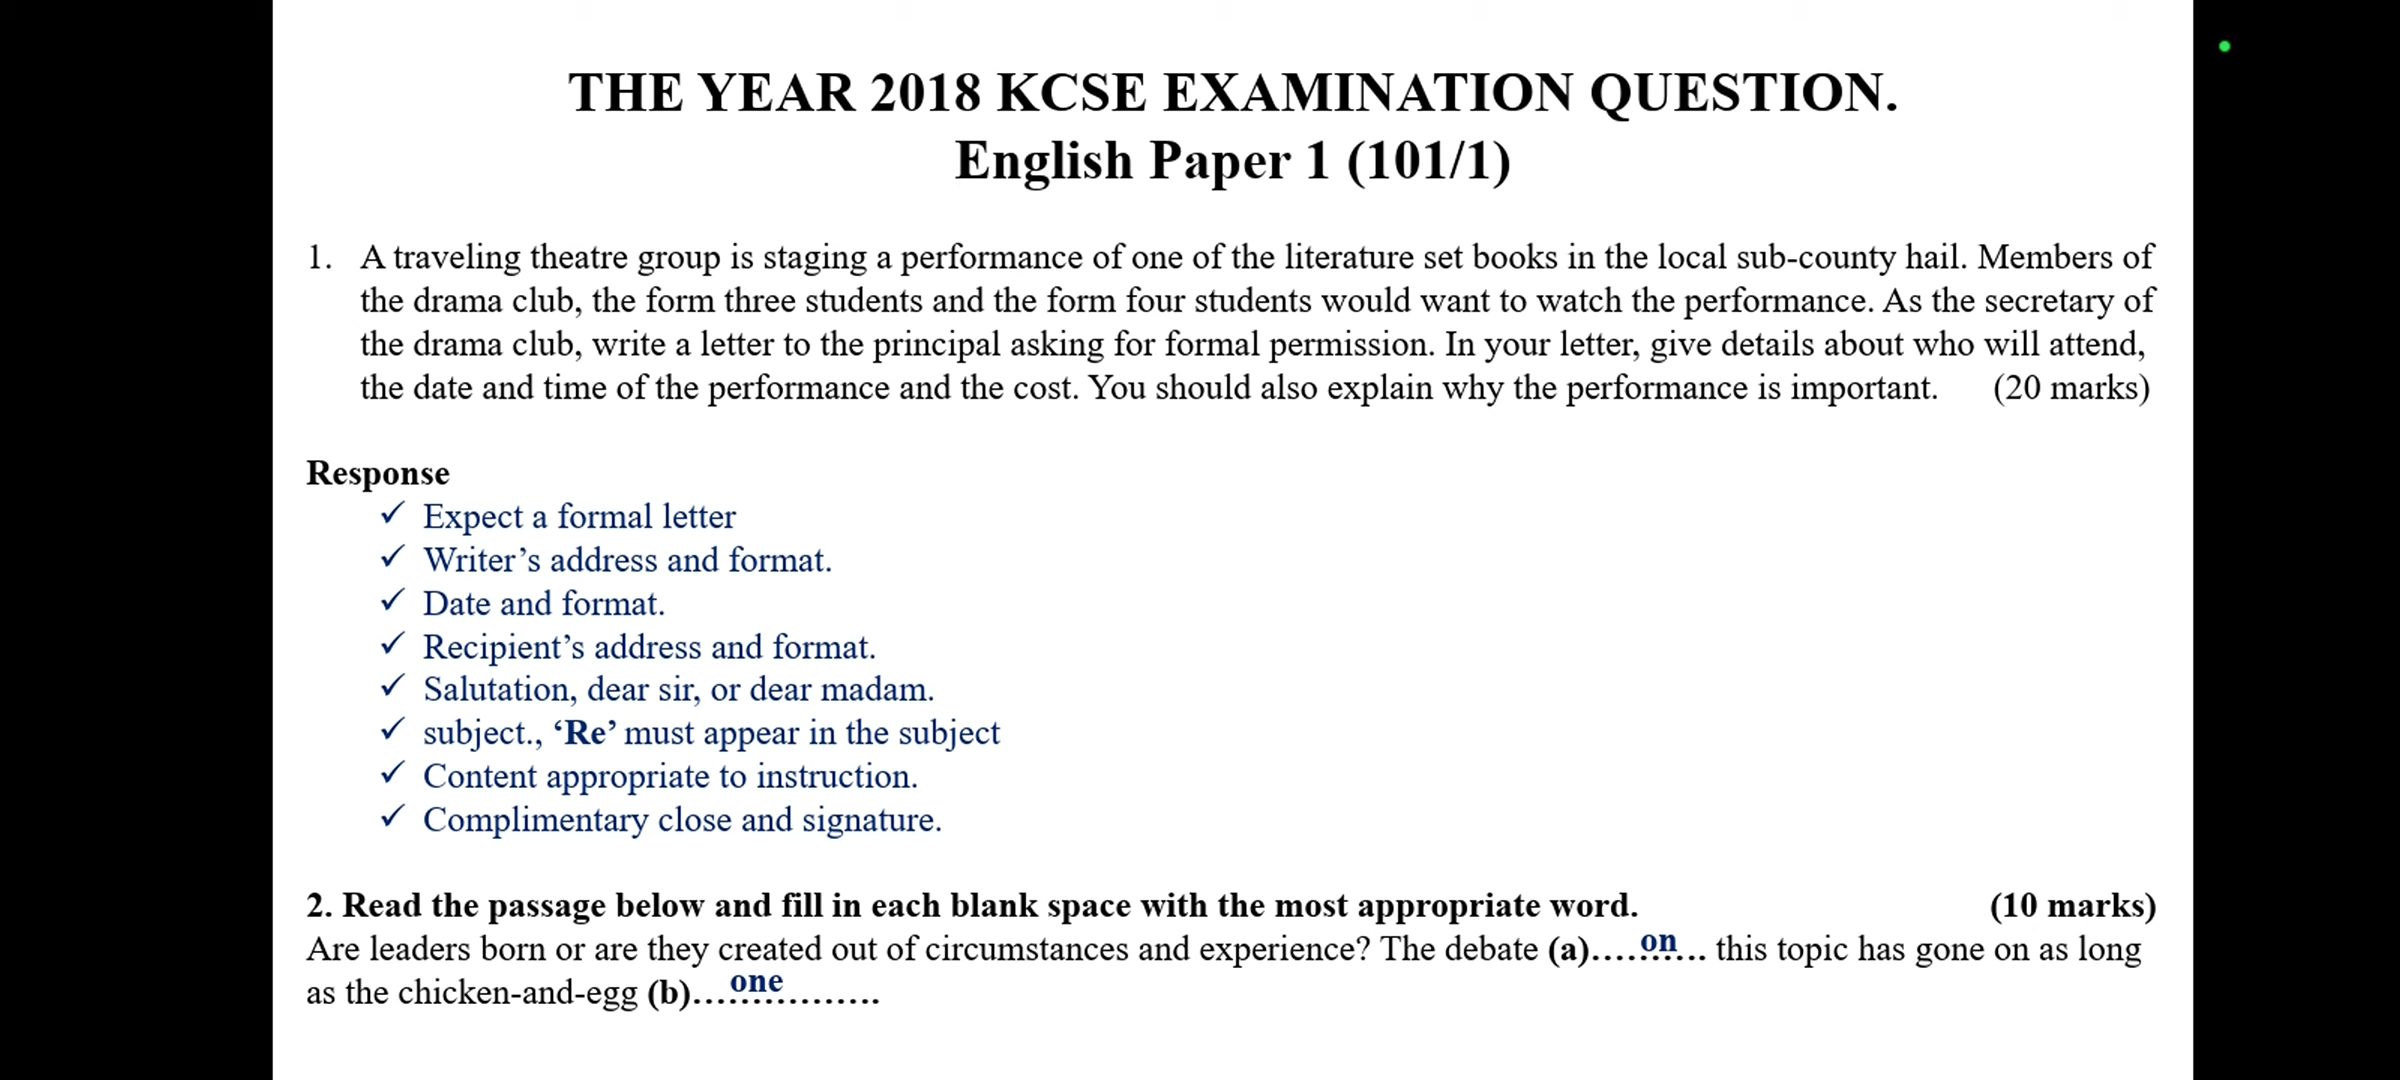 THE YEAR 2018 KCSE EXAMINATION QUESTION.
English Paper 1 (101/1)
1. A traveling theatre group is staging a performance of one of the literature set books in the local sub-county hail. Members of
the drama club, the form three students and the form four students would want to watch the performance. As the secretary of
the drama club, write a letter to the principal asking for formal permission. In your letter, give details about who will attend,
the date and time of the performance and the cost. You should also explain why the performance is important. (20 marks)
Response
✓ Expect a formal letter
✓ Writer’s address and format.
✓ Date and format.
✓ Recipient’s address and format.
✓ Salutation, dear sir, or dear madam.
✓ subject., ‘Re’ must appear in the subject
✓ Content appropriate to instruction.
✓ Complimentary close and signature.
2. Read the passage below and fill in each blank space with the most appropriate word. (10 marks)
Are leaders born or are they created out of circumstances and experience? The debate (a)....on.... this topic has gone on as long
as the chicken-and-egg (b)...one............